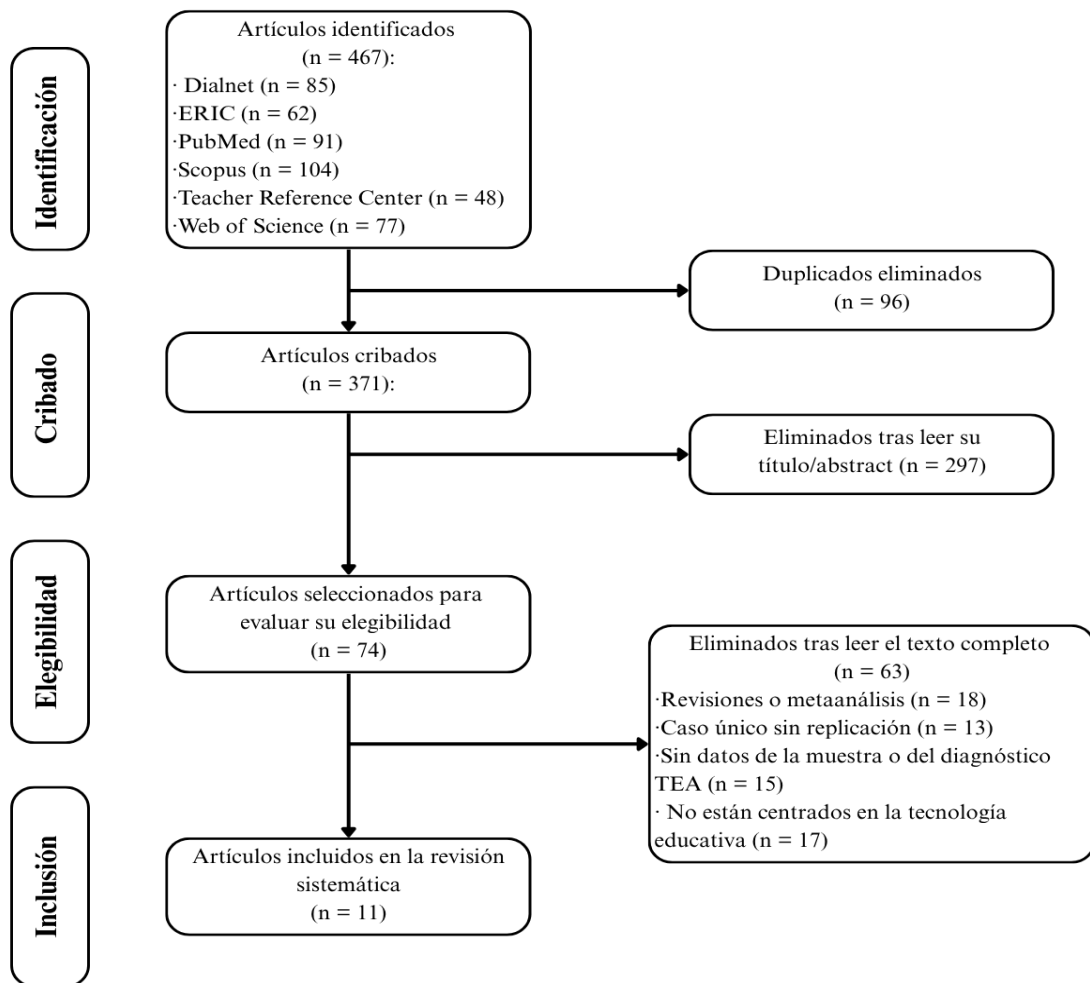 Identificación
Artículos identificados
(n = 467):
· Dialnet (n = 85)
·ERIC (n = 62)
·PubMed (n = 91)
·Scopus (n = 104)
·Teacher Reference Center (n = 48)
·Web of Science (n = 77)
Duplicados eliminados
(n = 96)
Cribado
Artículos cribados
(n = 371):
Eliminados tras leer su
título/abstract (n = 297)
Elegibilidad
Artículos seleccionados para
evaluar su elegibilidad
(n = 74)
Eliminados tras leer el texto completo
(n = 63)
·Revisiones o metaanálisis (n = 18)
·Caso único sin replicación (n = 13)
·Sin datos de la muestra o del diagnóstico
TEA (n = 15)
· No están centrados en la tecnología
educativa (n = 17)
Inclusión
Artículos incluidos en la revisión
sistemática
(n = 11)